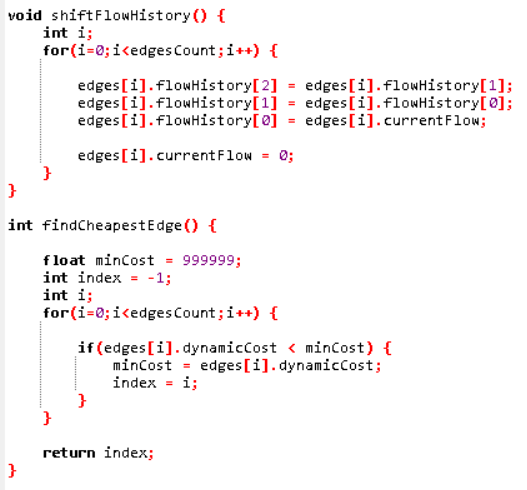 void shiftFlowHistory() {
    int i;
    for(i=0;i<edgesCount;i++) {

        edges[i].flowHistory[2] = edges[i].flowHistory[1];
        edges[i].flowHistory[1] = edges[i].flowHistory[0];
        edges[i].flowHistory[0] = edges[i].currentFlow;

        edges[i].currentFlow = 0;
    }
}

int findCheapestEdge() {

    float minCost = 999999;
    int index = -1;
    int i;
    for(i=0;i<edgesCount;i++) {

        if(edges[i].dynamicCost < minCost) {
            minCost = edges[i].dynamicCost;
            index = i;
        }
    }

    return index;
}